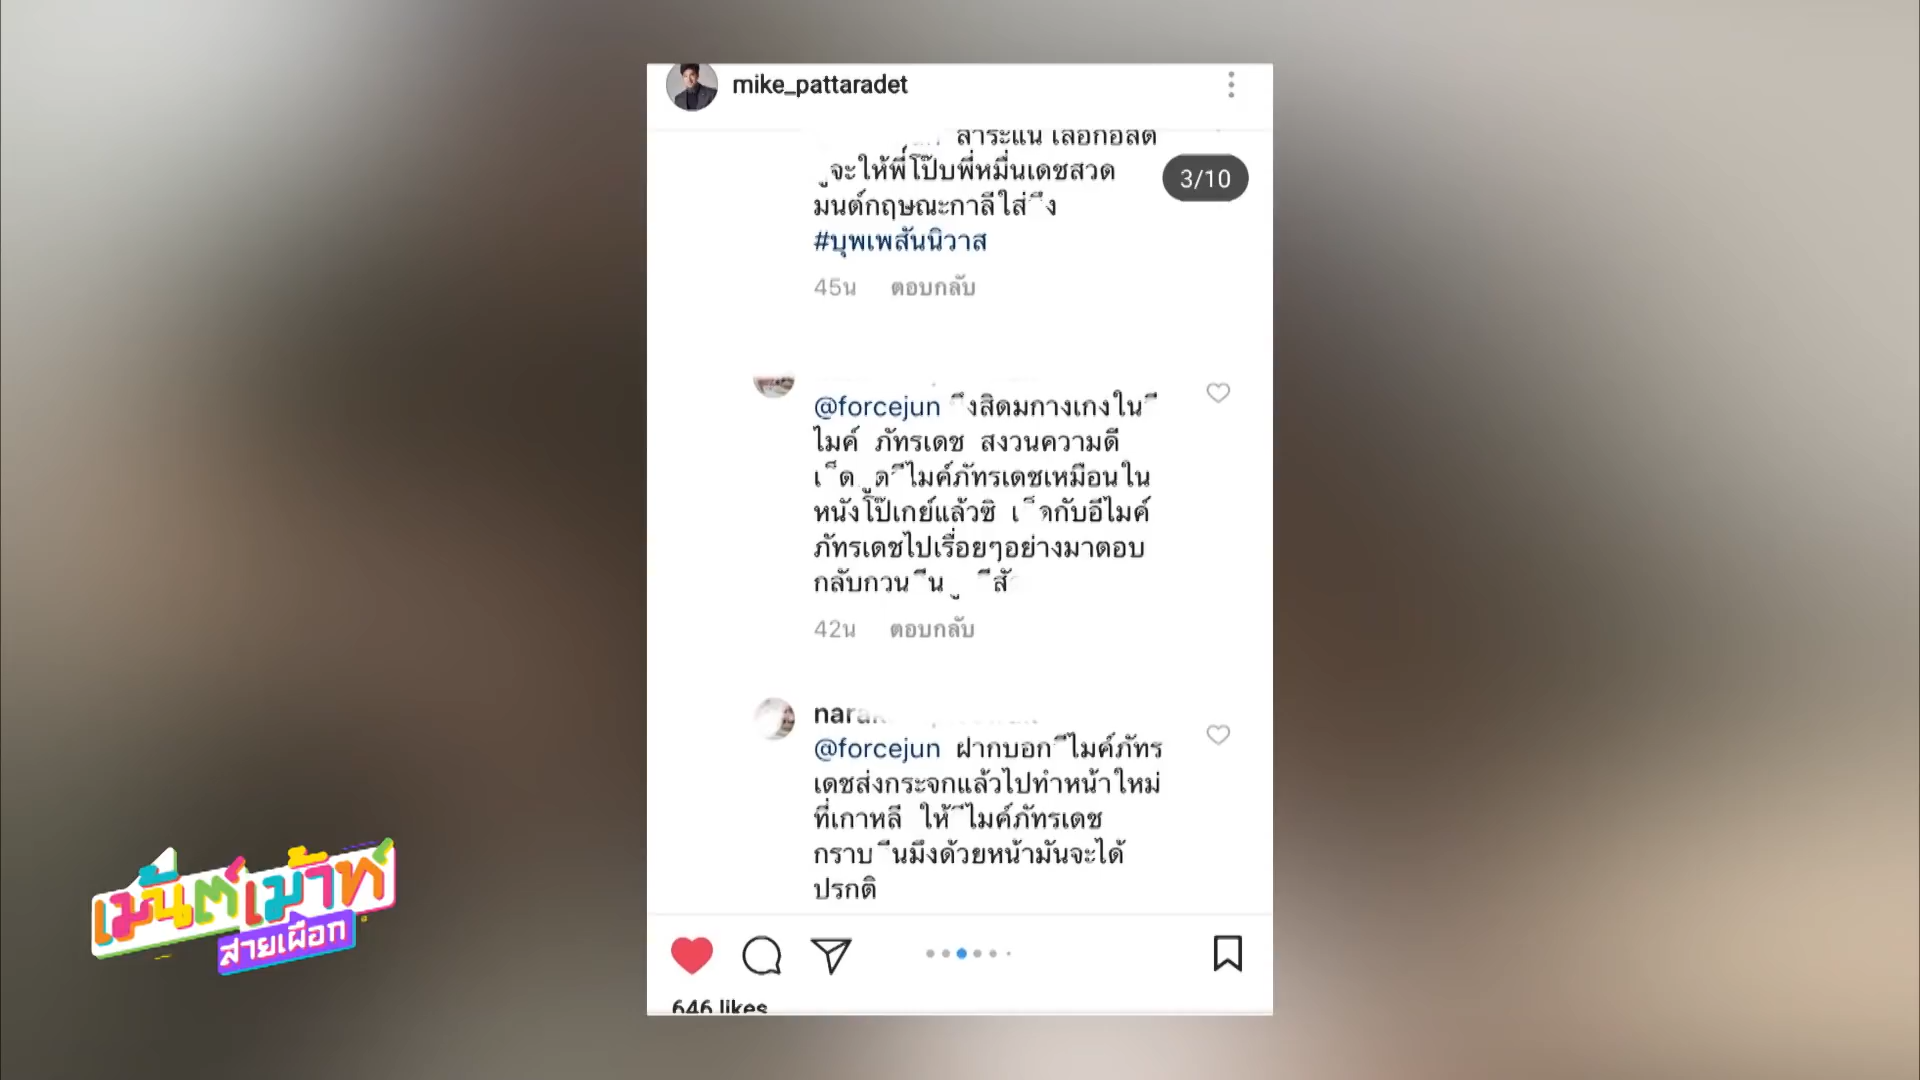 mike_pattaradet
3/10
จะให้พี่โป๊บพี่หมื่นเดชสวด
มนต์กฤษณะกาลีใส่
#บุพเพสันนิวาส
45น ตอบกลับ
@forcejun สิดมกางเกงใน
ไมค์ ภัทรเดช สงวนความดี
ไมค์ภัทรเดชเหมือนใน
หนังโป๊เกย์แล้วซิ กับอีไมค์
ภัทรเดชไปเรื่อยๆอย่างมาตอบ
กลับกวน
42น ตอบกลับ
@forcejun ฝากบอก ไมค์ภัทร
เดชส่งกระจกแล้วไปทำหน้าใหม่
ที่เกาหลี ให้ ไมค์ภัทรเดช
กราบ มึงด้วยหน้ามันจะได้
ปรกติ
646 likes
เม้นต์เม้าท์
สายเผือก